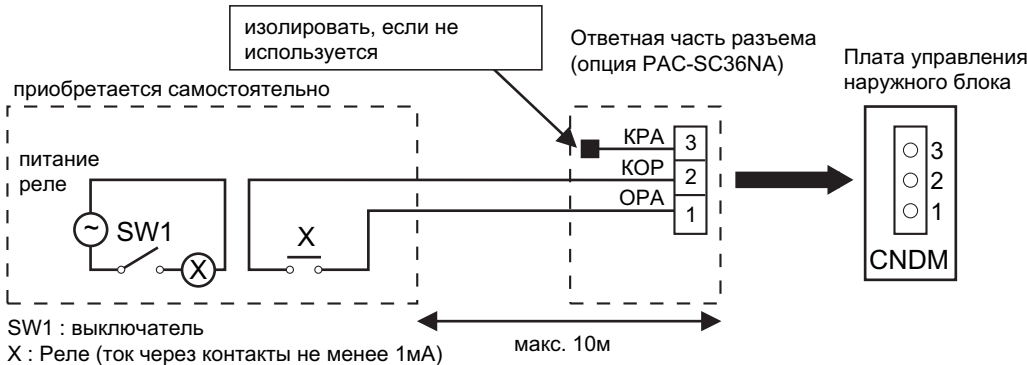 изолировать, если не
используется
Ответная часть разъема
(опция PAC-SC36NA)
Плата управления
наружного блока
приобретается самостоятельно
питание
реле
~
SW1
X
X
КРА
КОР
ОРА
3
2
1
3
2
1
CNDM
SW1 : выключатель
X : Реле (ток через контакты не менее 1мА)
макс. 10м